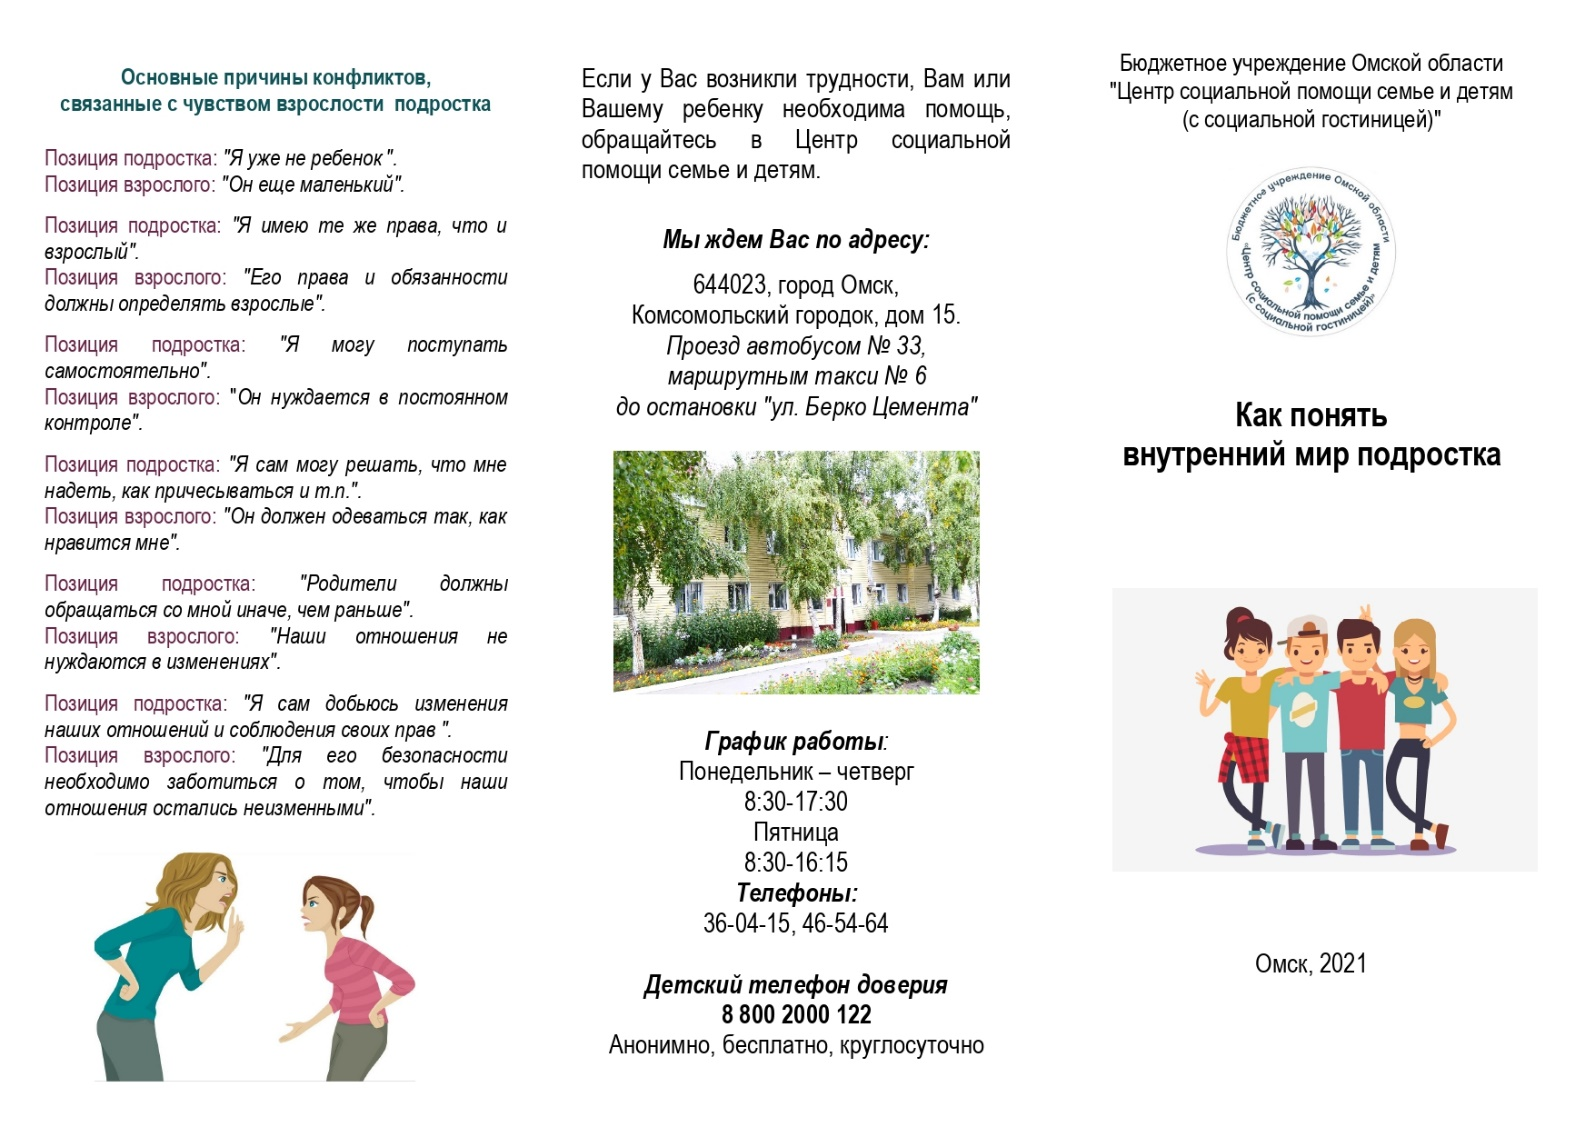 Основные причины конфликтов,
связанные с чувством взрослости подростка
Позиция подростка: "Я уже не ребенок ".
Позиция взрослого: "Он еще маленький".
Позиция подростка: "Я имею те же права, что и
взрослый".
Позиция взрослого: "Его права и обязанности
должны определять взрослые".
Позиция подростка: "Я могу поступать
самостоятельно".
Позиция взрослого: "Он нуждается в постоянном
контроле".
Позиция подростка: "Я сам могу решать, что мне
надеть, как причесываться и т.п.".
Позиция взрослого: "Он должен одеваться так, как
нравится мне".
Позиция подростка: "Родители должны
обращаться со мной иначе, чем раньше".
Позиция взрослого: "Наши отношения не
нуждаются в изменениях".
Позиция подростка: "Я сам добьюсь изменения
наших отношений и соблюдения своих прав ".
Позиция взрослого: "Для его безопасности
необходимо заботиться о том, чтобы наши
отношения остались неизменными".
Если у Вас возникли трудности, Вам или
Вашему ребенку необходима помощь,
обращайтесь в Центр социальной
помощи семье и детям.
Мы ждем Вас по адресу:
644023, город Омск,
Комсомольский городок, дом 15.
Проезд автобусом № 33,
маршрутным такси № 6
до остановки "ул. Берко Цемента"
График работы:
Понедельник – четверг
8:30-17:30
Пятница
8:30-16:15
Телефоны:
36-04-15, 46-54-64
Детский телефон доверия
8 800 2000 122
Анонимно, бесплатно, круглосуточно
Бюджетное учреждение Омской области
"Центр социальной помощи семье и детям
(с социальной гостиницей)"
Бюджетное учреждение Омской области
"Центр социальной помощи семье и детям
(с социальной гостиницей)"
Как понять
внутренний мир подростка
Омск, 2021